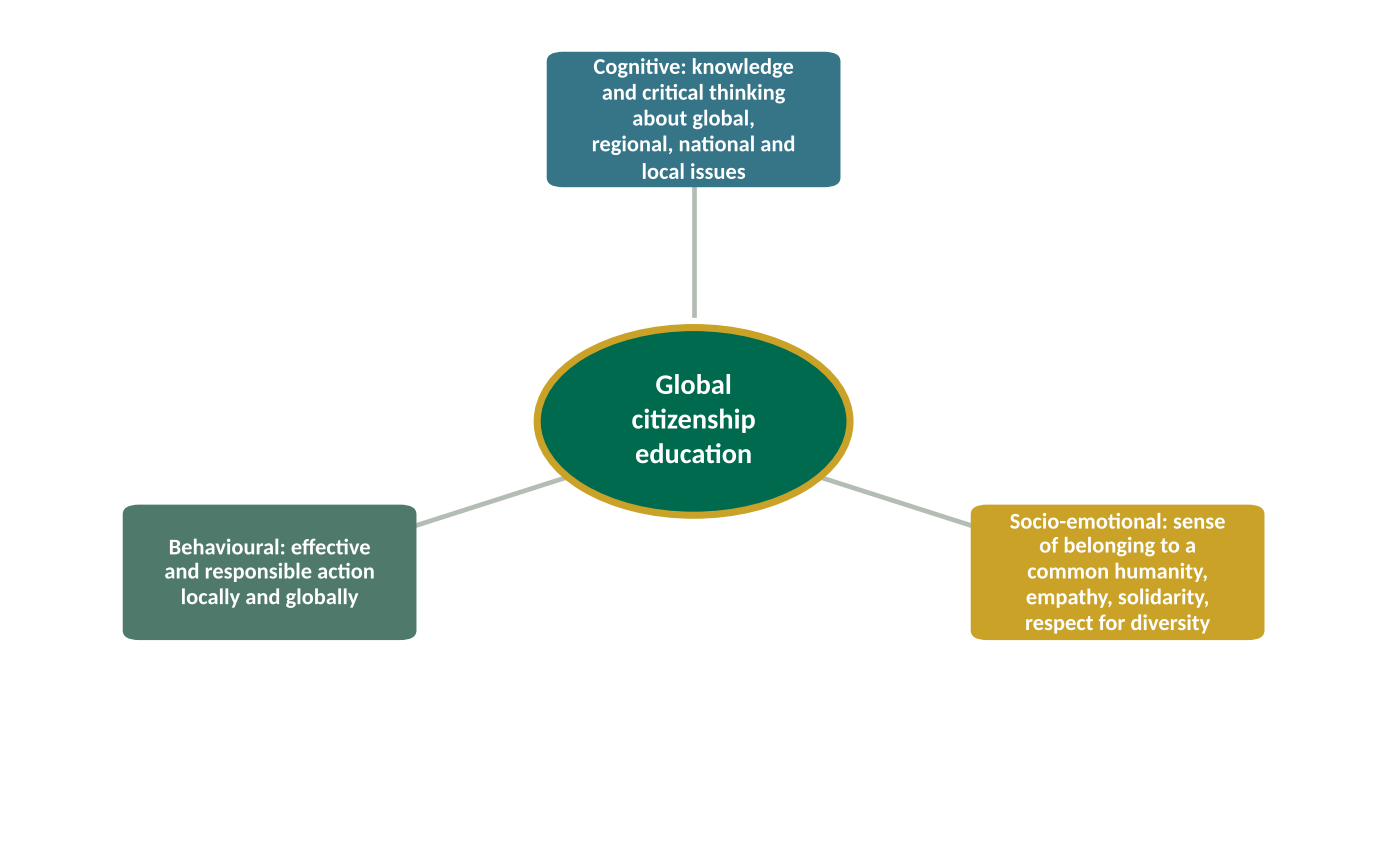 Cognitive: knowledge
and critical thinking
about global,
regional, national and
local issues
Global
citizenship
education
Behavioural: effective
and responsible action
locally and globally
Socio-emotional: sense
of belonging to a
common humanity,
empathy, solidarity,
respect for diversity